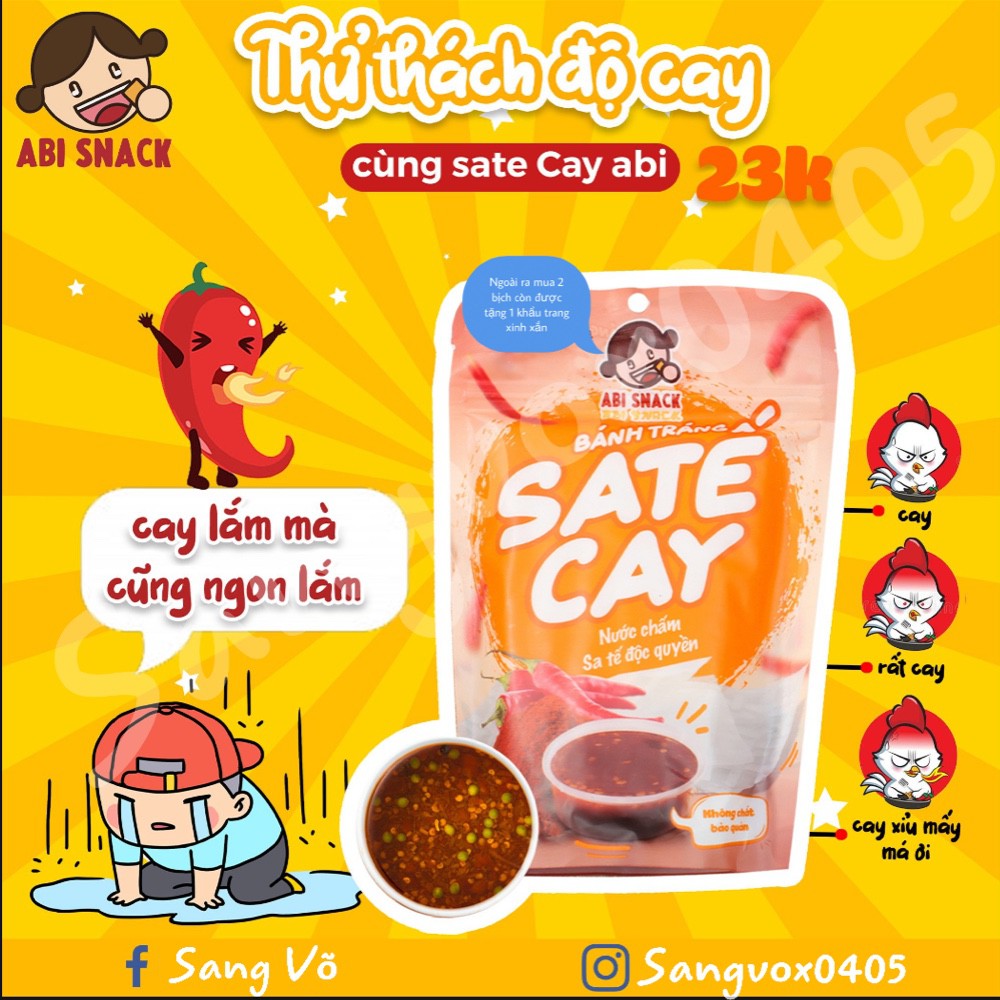 ABI SNACK
Thử thách độ cay
cùng sate Cay abi
23k
Ngoài ra mua 2
bịch còn được
tặng 1 khẩu trang
xinh xắn
ABI SNACK
BÁNH TRÁNG
SATẾ
CAY
Nước chấm
Sa tế độc quyền
Không chất
bảo quản
cay lắm mà
cũng ngon lắm
cay
rất cay
cay xỉu mấy
má ơi
Sang Võ
Sangvox0405